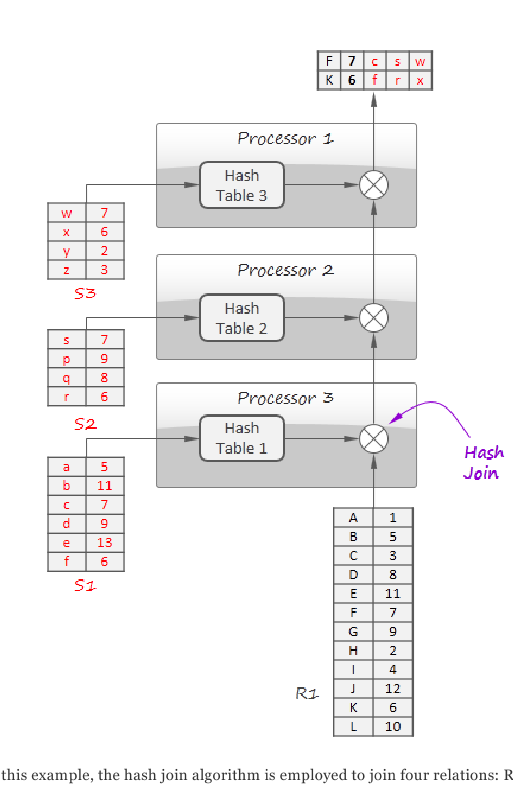 F 7 c s w
K 6 f r x
Processor 1
Hash
Table 3
w 7
x 6
y 2
z 3
S3
Processor 2
Hash
Table 2
s 7
p 9
q 8
r 6
S2
Processor 3
Hash
Table 1
Hash
Join
a 5
b 11
c 7
d 9
e 13
f 6
S1
A 1
B 5
C 3
D 8
E 11
F 7
G 9
H 2
I 4
J 12
K 6
L 10
R1
this example, the hash join algorithm is employed to join four relations: R